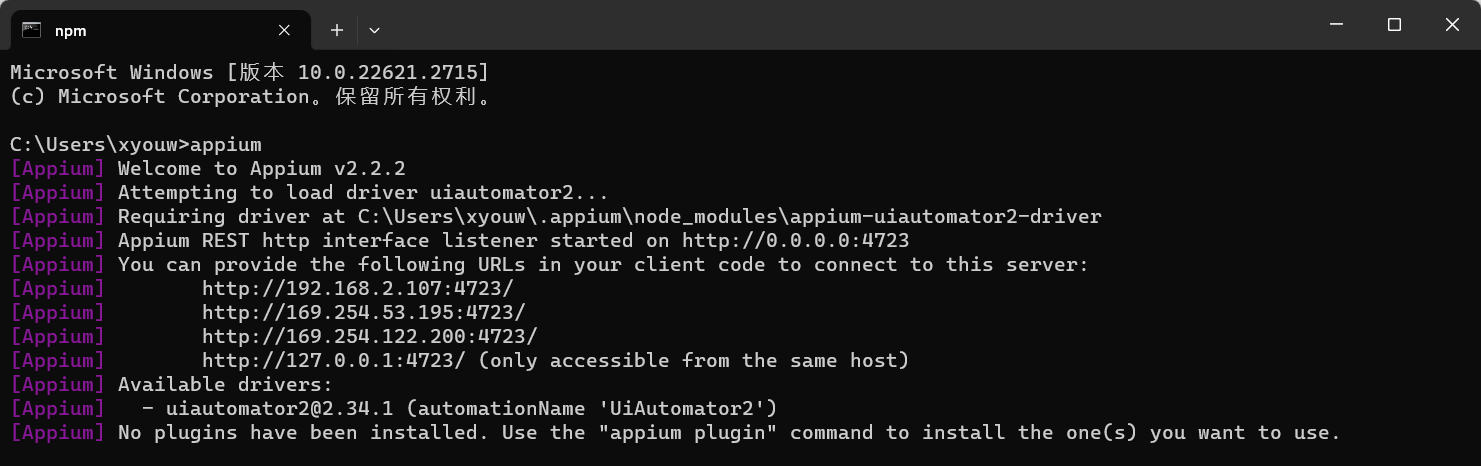 npm
Microsoft Windows [版本 10.0.22621.2715]
(c) Microsoft Corporation。保留所有权利。
C:\Users\xyouw>appium
[Appium] Welcome to Appium v2.2.2
[Appium] Attempting to load driver uiautomator2...
[Appium] Requiring driver at C:\Users\xyouw\.appium\node_modules\appium-uiautomator2-driver
[Appium] Appium REST http interface listener started on http://0.0.0.0:4723
[Appium] You can provide the following URLs in your client code to connect to this server:
[Appium]        http://192.168.2.107:4723/
[Appium]        http://169.254.53.195:4723/
[Appium]        http://169.254.122.200:4723/
[Appium]        http://127.0.0.1:4723/ (only accessible from the same host)
[Appium] Available drivers:
[Appium]   - uiautomator2@2.34.1 (automationName 'UiAutomator2')
[Appium] No plugins have been installed. Use the "appium plugin" command to install the one(s) you want to use.